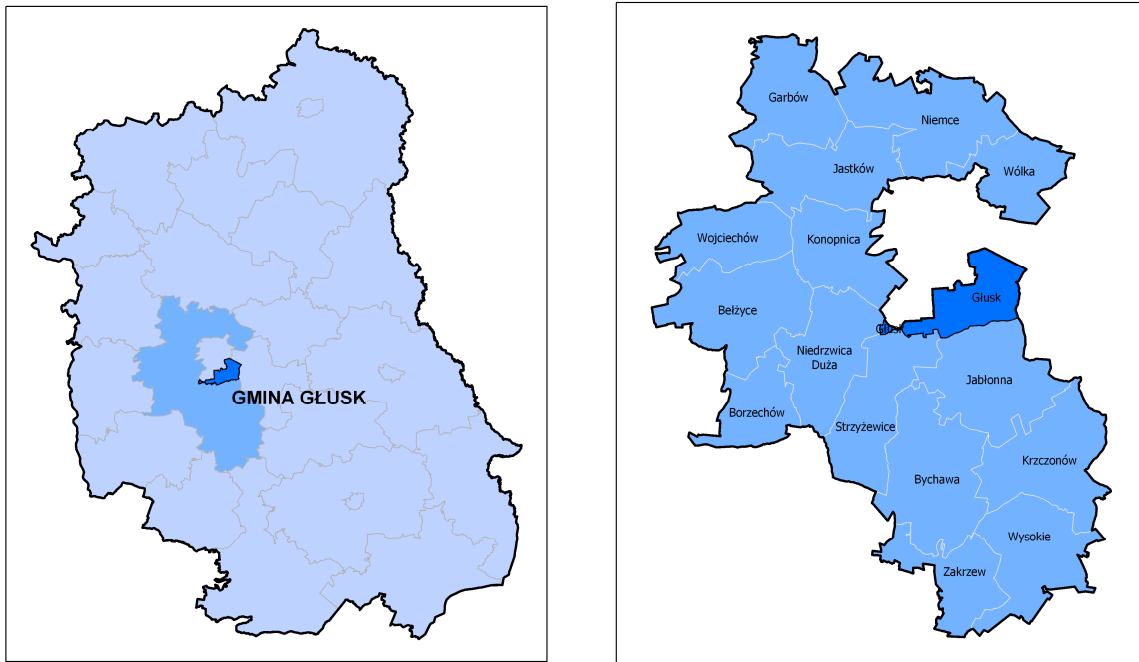 GMINA GŁUSK
Garbów
Niemce
Jastków
Wólka
Wojciechów
Konopnica
Głusk
Bełżyce
Głusk
Niedrzwica
Duża
Jabłonna
Borzechów
Strzyżewice
Krzczonów
Bychawa
Wysokie
Zakrzew